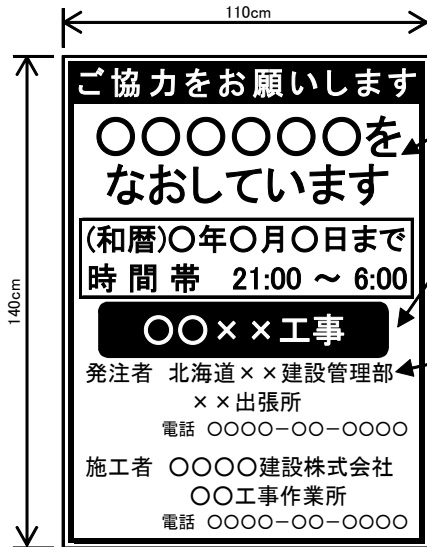 110cm
140cm
ご協力をお願いします
〇〇〇〇〇〇を
なおしています
(和暦)〇年〇月〇日まで
時間帯 21:00 ～ 6:00
〇〇××工事
発注者 北海道××建設管理部
××出張所
電話 〇〇〇〇-〇〇-〇〇〇〇
施工者 〇〇〇〇建設株式会社
〇〇工事作業所
電話 〇〇〇〇-〇〇-〇〇〇〇